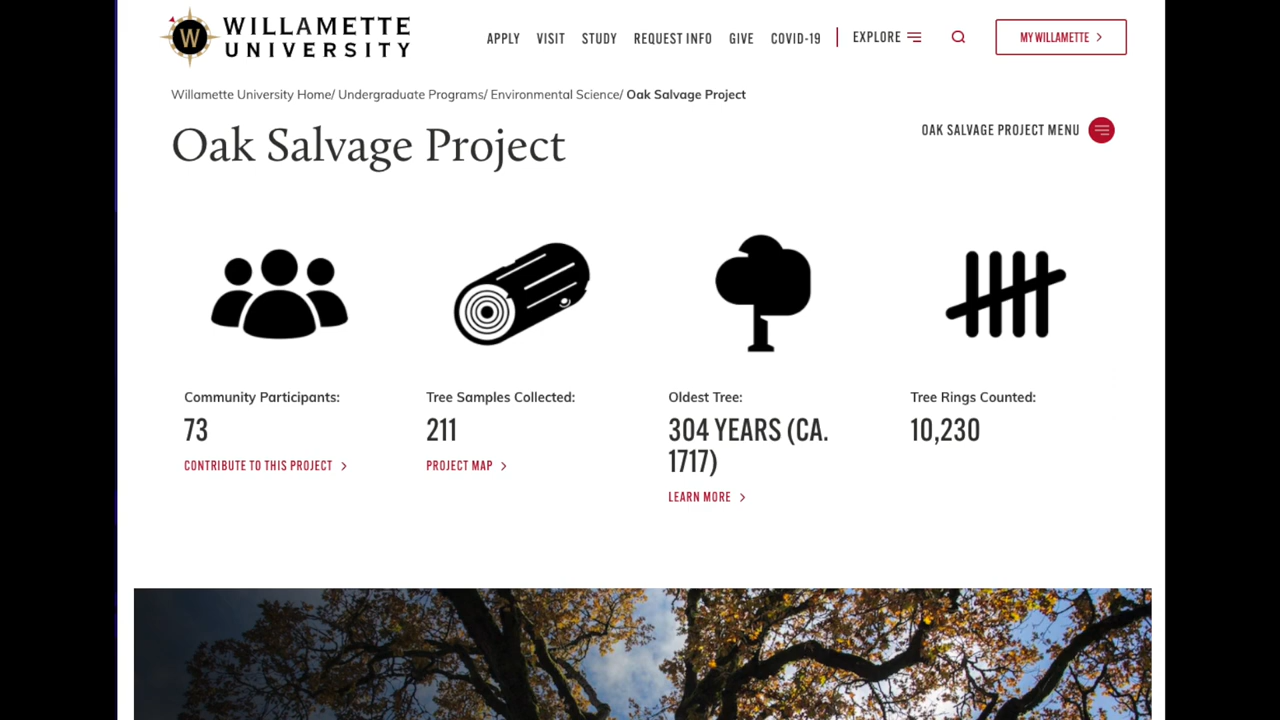 W
WILLAMETTE
UNIVERSITY
APPLY VISIT STUDY REQUEST INFO GIVE COVID-19 EXPLORE MY WILLAMETTE
Willamette University Home/ Undergraduate Programs/ Environmental Science/ Oak Salvage Project
Oak Salvage Project
OAK SALVAGE PROJECT MENU
Community Participants:
73
CONTRIBUTE TO THIS PROJECT
Tree Samples Collected:
211
PROJECT MAP
Oldest Tree:
304 YEARS (CA.
1717)
LEARN MORE
Tree Rings Counted:
10,230